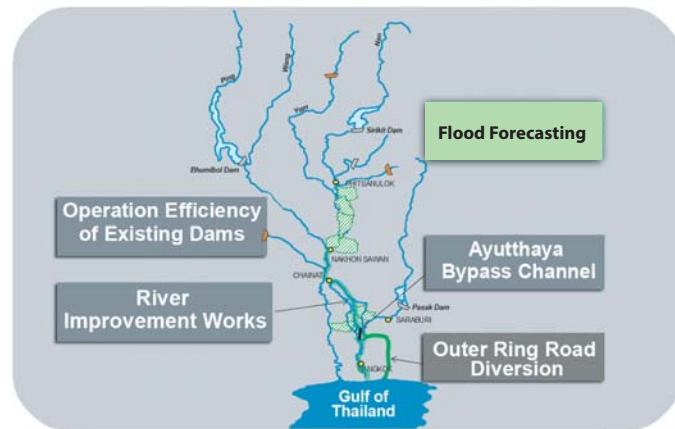 Ping
Wang
Yom
Nan
Sirikit Dam
Flood Forecasting
Bhumibol Dam
PHITSANULOK
Operation Efficiency
of Existing Dams
NAKHON SAWAN
Ayutthaya
Bypass Channel
CHAINAT
River
Improvement Works
Pasak Dam
SARABURI
Outer Ring Road
Diversion
Gulf of
Thailand